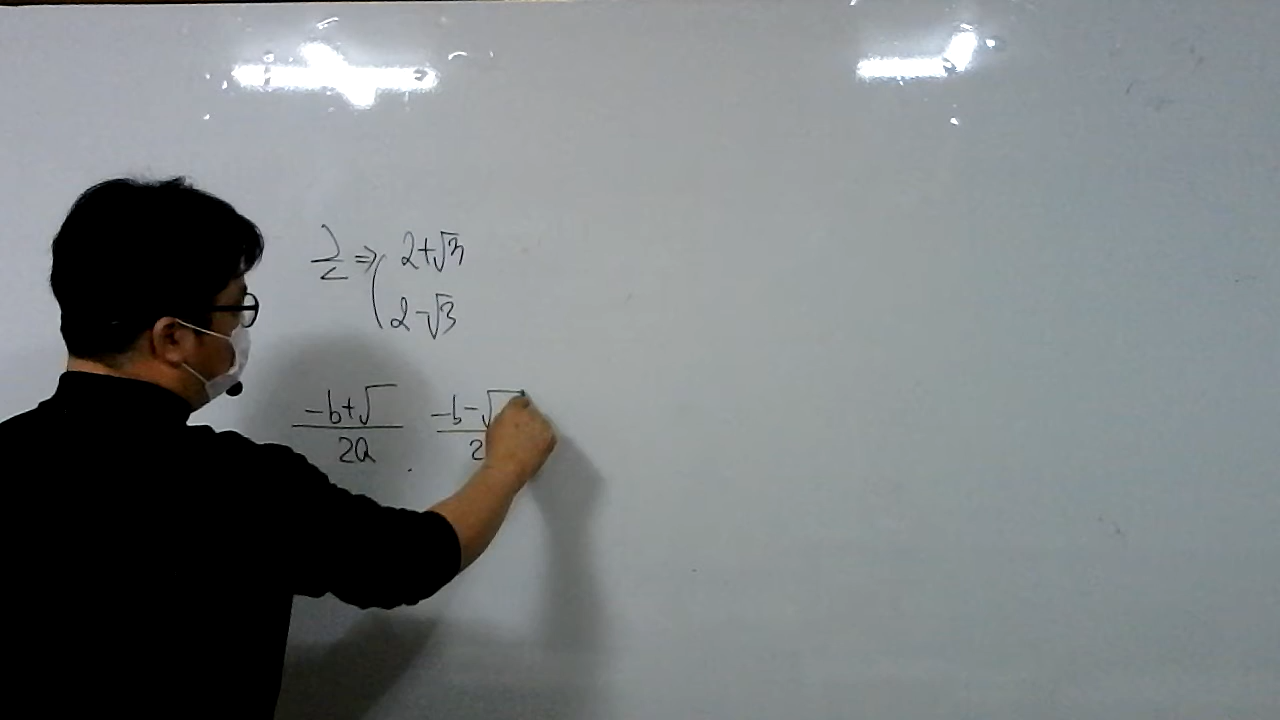 ⇒ 2+√3
2-√3
-b+√ -b-√
2a 2